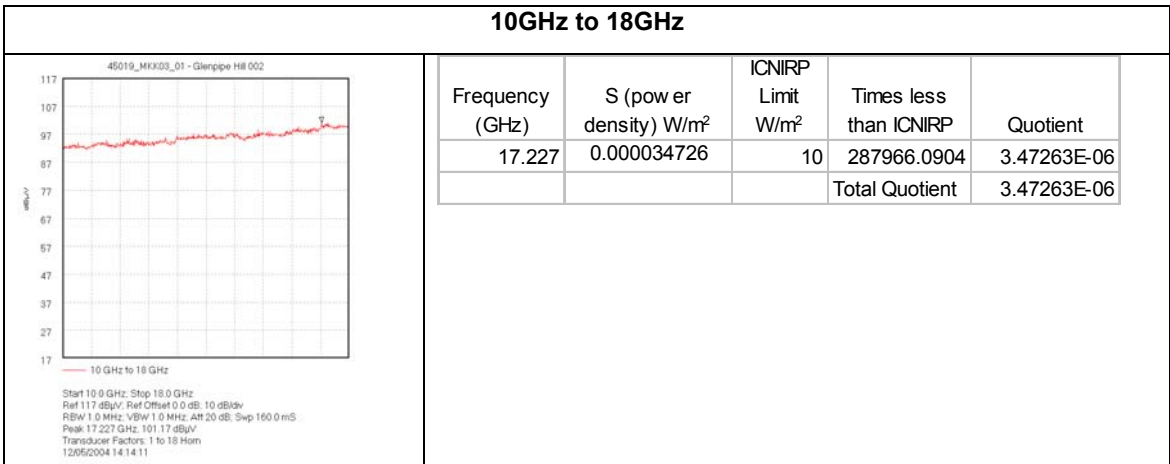 10GHz to 18GHz
45019_MKK03_01 - Glenpipe Hill 002
117
107
97
87
77
67
57
47
37
27
17
dBµV
10 GHz to 18 GHz
Start 10.0 GHz; Stop 18.0 GHz
Ref 117 dBµV; Ref Offset 0.0 dB; 10 dB/div
RBW 1.0 MHz; VBW 1.0 MHz; Att 20 dB; Swp 160.0 mS
Peak 17.227 GHz, 101.17 dBµV
Transducer Factors: 1 to 18 Horn
12/05/2004 14:14:11
Frequency (GHz) S (pow er density) W/m² ICNIRP Limit W/m² Times less than ICNIRP Quotient
17.227 0.000034726 10 287966.0904 3.47263E-06
Total Quotient 3.47263E-06